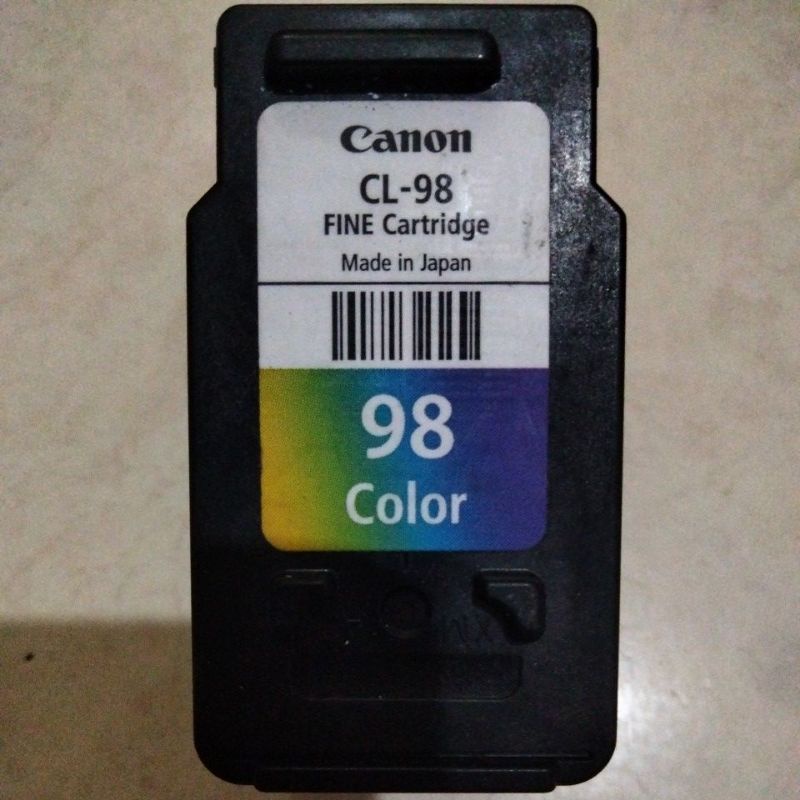 Canon
CL-98
FINE Cartridge
Made in Japan
98
Color